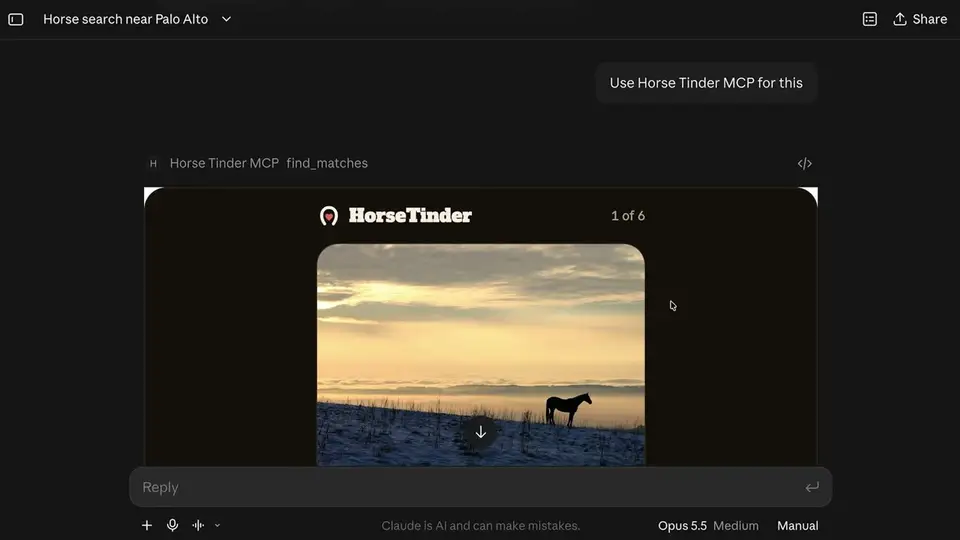 Horse search near Palo Alto
Share
Use Horse Tinder MCP for this
H Horse Tinder MCP find_matches
HorseTinder
1 of 6
Reply
Claude is AI and can make mistakes.
Opus 5.5 Medium
Manual